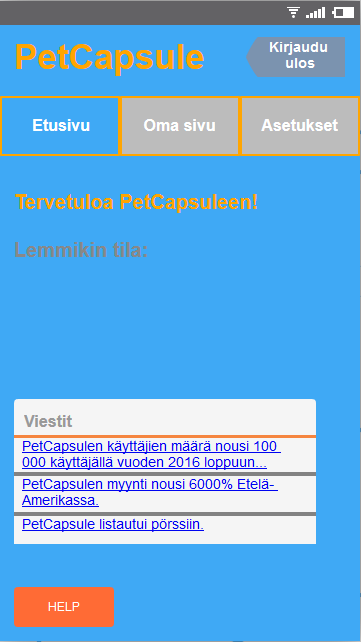 PetCapsule
Kirjaudu
ulos
Etusivu
Oma sivu
Asetukset
Tervetuloa PetCapsuleen!
Lemmikin tila:
Viestit
PetCapsulen käyttäjien määrä nousi 100
000 käyttäjällä vuoden 2016 loppuun...
PetCapsulen myynti nousi 6000% Etelä-
Amerikassa.
PetCapsule listautui pörssiin.
HELP